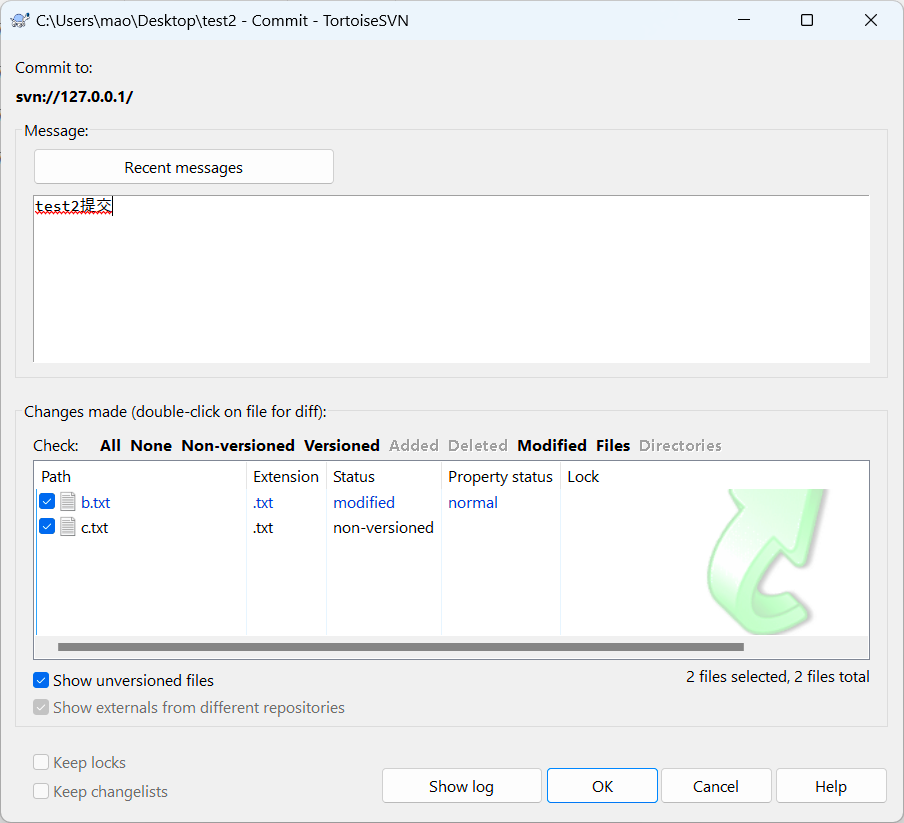 C:\Users\mao\Desktop\test2 - Commit - TortoiseSVN
Commit to:
svn://127.0.0.1/
Message:
Recent messages
test2提交
Changes made (double-click on file for diff):
Check: All None Non-versioned Versioned Added Deleted Modified Files Directories
Path Extension Status Property status Lock
b.txt .txt modified normal
c.txt .txt non-versioned
Show unversioned files 2 files selected, 2 files total
Show externals from different repositories
Keep locks
Keep changelists
Show log OK Cancel Help